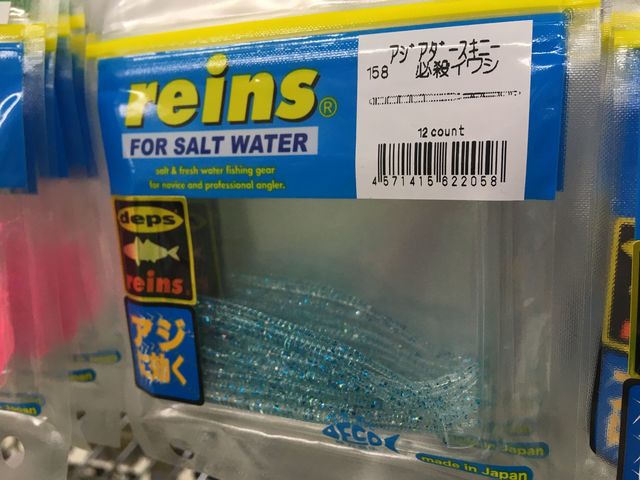 reins®
FOR SALT WATER
salt & fresh water fishing gear
for novice and professional angler.
アジアダースキニー
158 必殺イワシ
12 count
4 571415 622058
deps
reins
アジ
に効く
ECO
made in Japan